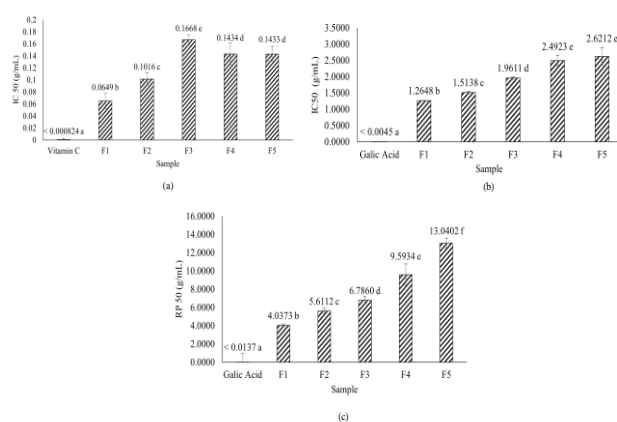 0.2
0.18
0.16
0.14
0.12
0.1
0.08
0.06
0.04
0.02
0
IC 50 (g/mL)
< 0.000824 a
0.0649 b
0.1016 c
0.1668 e
0.1434 d
0.1433 d
Vitamin C F1 F2 F3 F4 F5
Sample
(a)
3.5000
3.0000
2.5000
2.0000
1.5000
1.0000
0.5000
0.0000
IC50 (g/mL)
< 0.0045 a
1.2648 b
1.5138 c
1.9611 d
2.4923 e
2.6212 e
Galic Acid F1 F2 F3 F4 F5
Sample
(b)
16.0000
14.0000
12.0000
10.0000
8.0000
6.0000
4.0000
2.0000
0.0000
RP 50 (g/mL)
< 0.0137 a
4.0373 b
5.6112 c
6.7860 d
9.5934 e
13.0402 f
Galic Acid F1 F2 F3 F4 F5
Sample
(c)